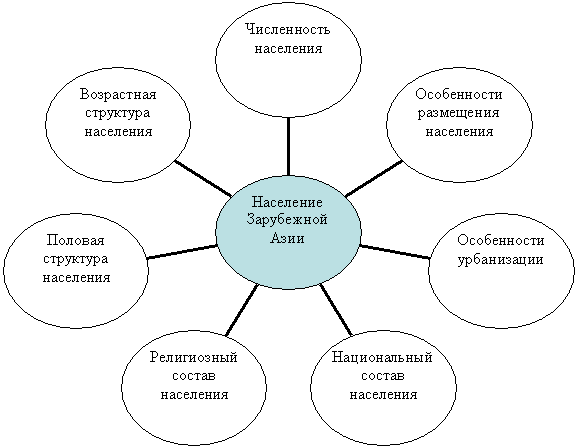 Численность
населения
Возрастная
структура
населения
Особенности
размещения
населения
Население
Зарубежной
Азии
Половая
структура
населения
Особенности
урбанизации
Религиозный
состав
населения
Национальный
состав
населения